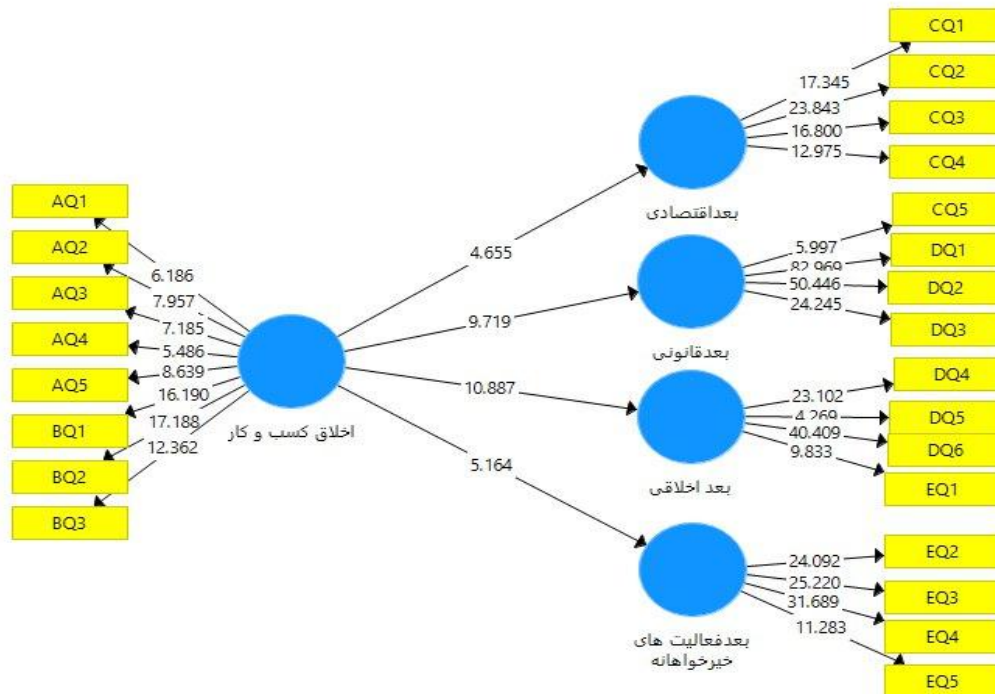 AQ1
AQ2
AQ3
AQ4
AQ5
BQ1
BQ2
BQ3
6.186
7.957
7.185
5.486
8.639
16.190
17.188
12.362
اخلاق کسب و کار
4.655
9.719
10.887
5.164
بعداقتصادی
17.345
23.843
16.800
12.975
CQ1
CQ2
CQ3
CQ4
بعدقانونی
5.997
82.969
50.446
24.245
CQ5
DQ1
DQ2
DQ3
بعد اخلاقی
23.102
4.269
40.409
9.833
DQ4
DQ5
DQ6
EQ1
بعدفعالیت های
خیرخواهانه
24.092
25.220
31.689
11.283
EQ2
EQ3
EQ4
EQ5